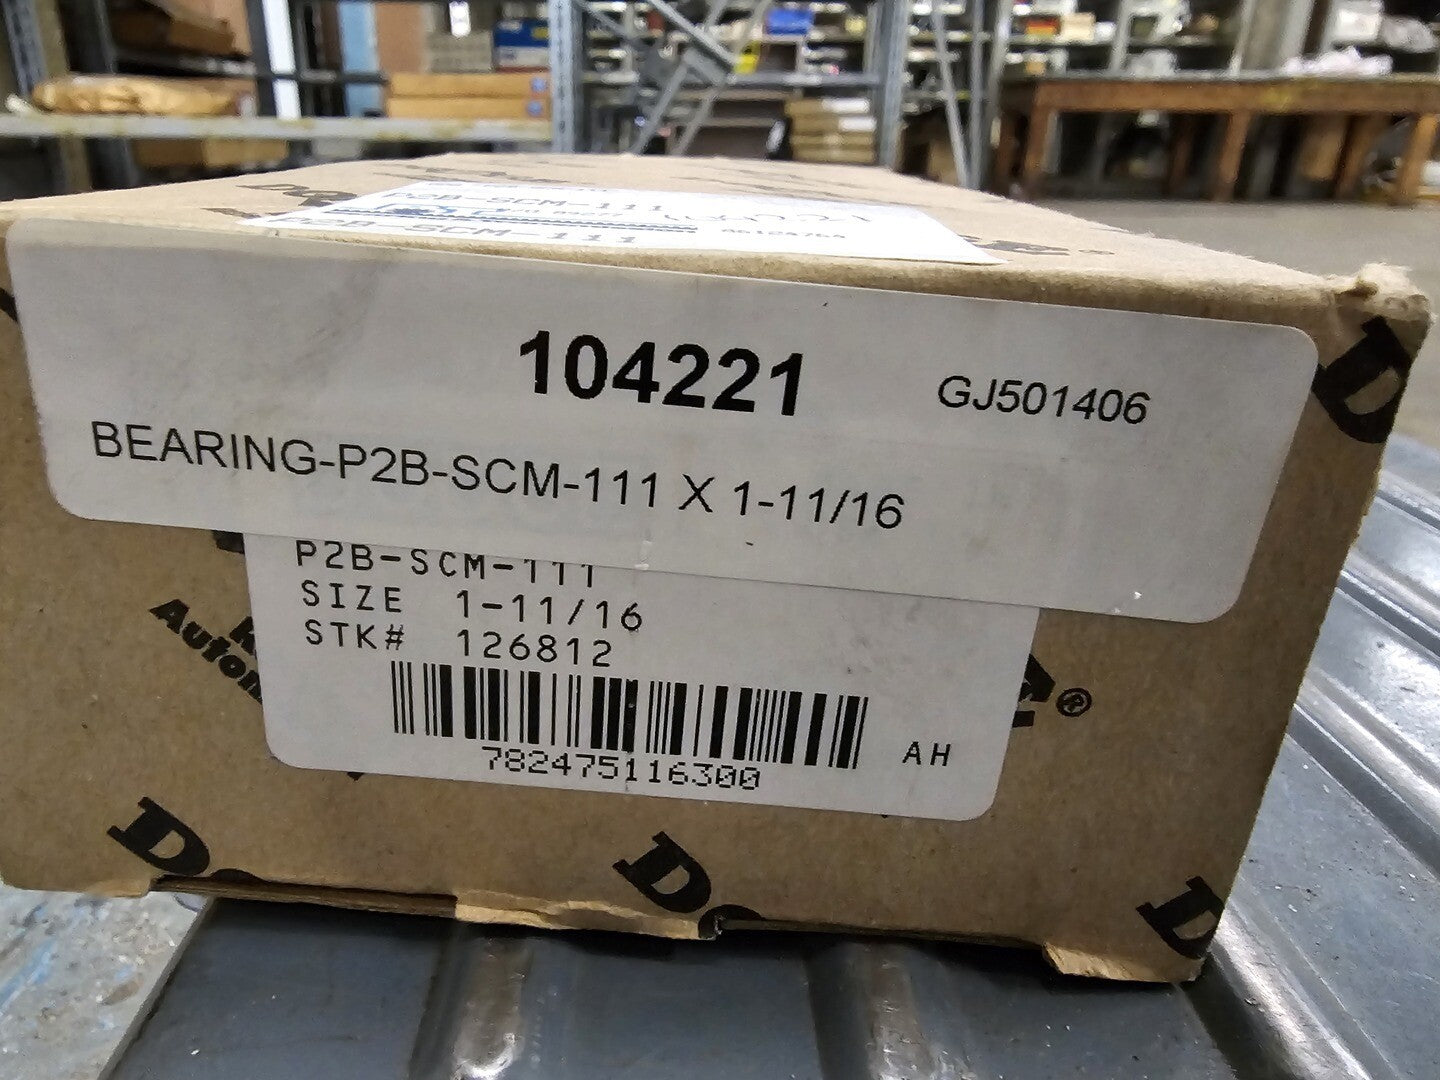 P2B-SCM-111
P2B-SCM-111
104221
GJ501406
BEARING-P2B-SCM-111 X 1-11/16
P2B-SCM-111
SIZE 1-11/16
STK# 126812
782475116300
AH
Autom
®
D
D
D
D